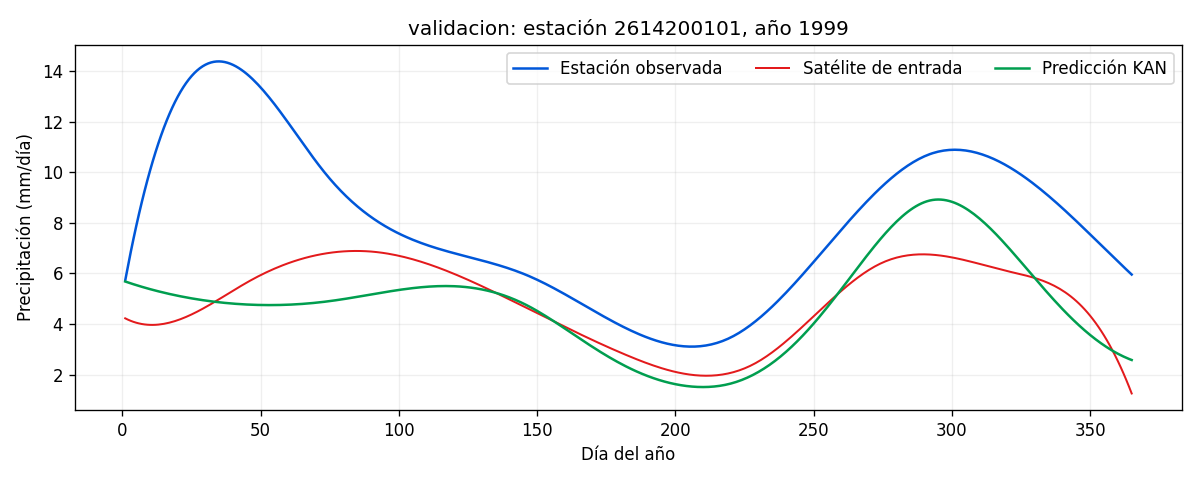 validacion: estación 2614200101, año 1999
Estación observada
Satélite de entrada
Predicción KAN
Precipitación (mm/día)
14
12
10
8
6
4
2
0
50
100
150
200
250
300
350
Día del año